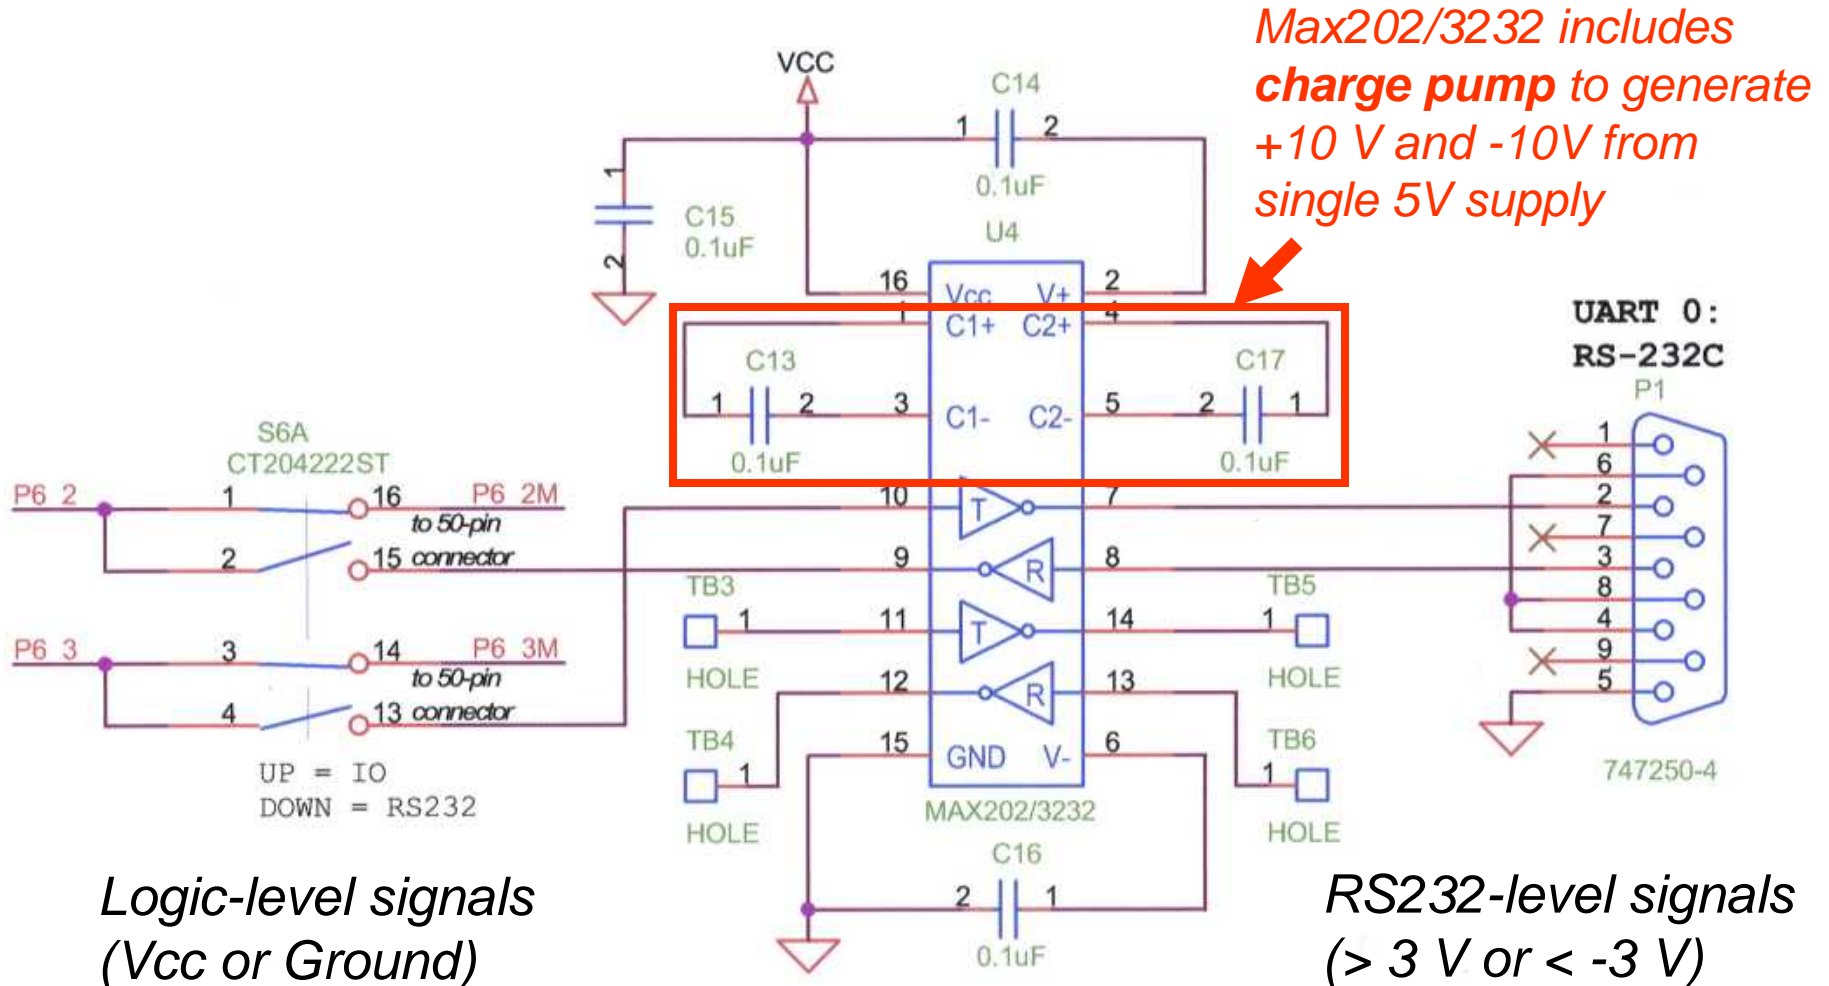 Max202/3232 includes
charge pump to generate
+10 V and -10V from
single 5V supply
VCC
C14
1 2
0.1uF
1
C15
0.1uF
2
U4
16 Vcc V+ 2
1 C1+ C2+ 4
C13
1 2
0.1uF
3 C1- C2- 5
C17
2 1
0.1uF
UART 0:
RS-232C
P1
1
6
2
7
3
8
4
9
5
747250-4
S6A
CT204222ST
P6 2 1 16 P6 2M
to 50-pin
2 15 connector
P6 3 3 14 P6 3M
to 50-pin
4 13 connector
UP = IO
DOWN = RS232
10 T 7
9 R 8
TB3
1
HOLE
11 T 14
TB5
1
HOLE
12 R 13
TB4
1
HOLE
15 GND V- 6
TB6
1
HOLE
MAX202/3232
C16
2 1
0.1uF
Logic-level signals
(Vcc or Ground)
RS232-level signals
(> 3 V or < -3 V)